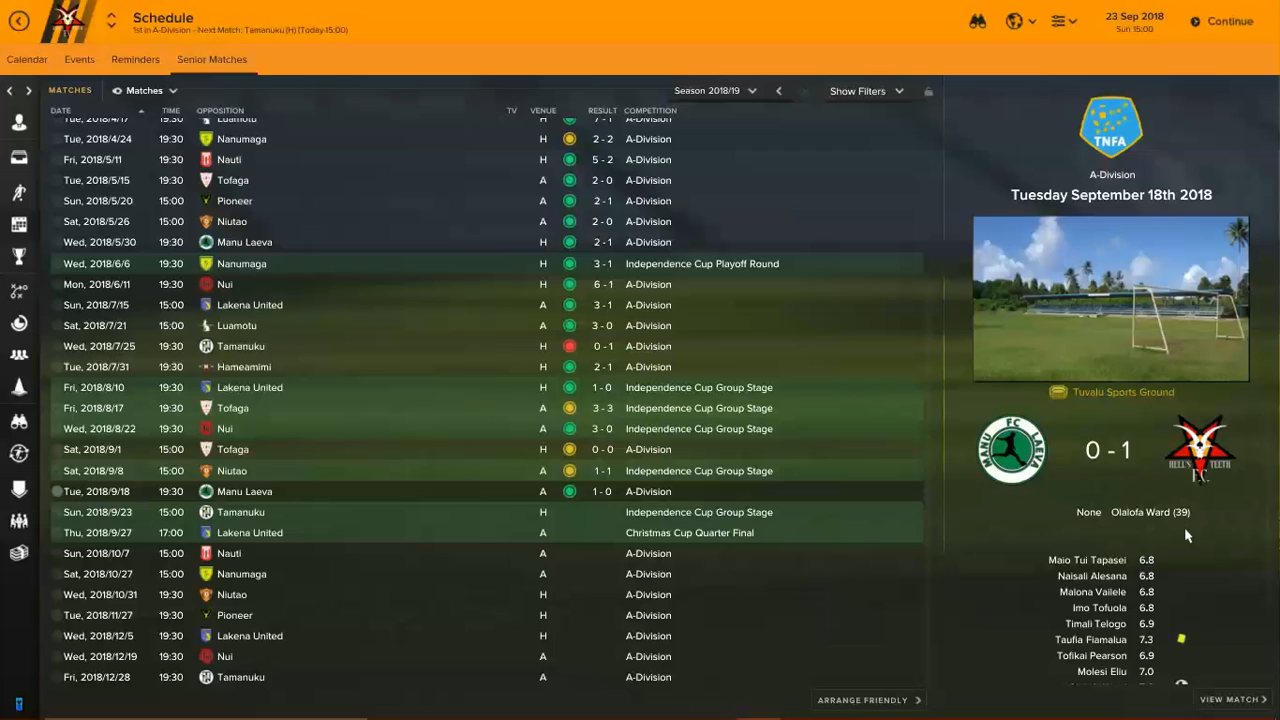 Schedule
1st in A-Division - Next Match: Tamanuku (H) (Today 15:00)
23 Sep 2018
Sun 15:00
Continue
Calendar Events Reminders Senior Matches
MATCHES Matches Season 2018/19 Show Filters
DATE TIME OPPOSITION TV VENUE RESULT COMPETITION
Tue, 2018/4/17 19:30 Luamotu H 7 - 1 A-Division
Tue, 2018/4/24 19:30 Nanumaga H 2 - 2 A-Division
Fri, 2018/5/11 19:30 Nauti H 5 - 2 A-Division
Tue, 2018/5/15 19:30 Tofaga A 2 - 0 A-Division
Sun, 2018/5/20 15:00 Pioneer A 2 - 1 A-Division
Sat, 2018/5/26 15:00 Niutao A 2 - 0 A-Division
Wed, 2018/5/30 19:30 Manu Laeva H 2 - 1 A-Division
Wed, 2018/6/6 19:30 Nanumaga H 3 - 1 Independence Cup Playoff Round
Mon, 2018/6/11 19:30 Nui H 6 - 1 A-Division
Sun, 2018/7/15 15:00 Lakena United A 3 - 1 A-Division
Sat, 2018/7/21 15:00 Luamotu A 3 - 0 A-Division
Wed, 2018/7/25 19:30 Tamanuku H 0 - 1 A-Division
Tue, 2018/7/31 19:30 Hameamimi H 2 - 1 A-Division
Fri, 2018/8/10 19:30 Lakena United H 1 - 0 Independence Cup Group Stage
Fri, 2018/8/17 19:30 Tofaga A 3 - 3 Independence Cup Group Stage
Wed, 2018/8/22 19:30 Nui A 3 - 0 Independence Cup Group Stage
Sat, 2018/9/1 15:00 Tofaga H 0 - 0 A-Division
Sat, 2018/9/8 15:00 Niutao A 1 - 1 Independence Cup Group Stage
Tue, 2018/9/18 19:30 Manu Laeva A 1 - 0 A-Division
Sun, 2018/9/23 15:00 Tamanuku H Independence Cup Group Stage
Thu, 2018/9/27 17:00 Lakena United A Christmas Cup Quarter Final
Sun, 2018/10/7 15:00 Nauti A A-Division
Sat, 2018/10/27 15:00 Nanumaga A A-Division
Wed, 2018/10/31 19:30 Niutao H A-Division
Tue, 2018/11/27 19:30 Pioneer H A-Division
Wed, 2018/12/5 19:30 Lakena United H A-Division
Wed, 2018/12/19 19:30 Nui A A-Division
Fri, 2018/12/28 19:30 Tamanuku A A-Division
ARRANGE FRIENDLY
TNFA
A-Division
Tuesday September 18th 2018
Tuvalu Sports Ground
MANU FC LAEVA
0 - 1
HELL'S TEETH F.C.
None Olalofa Ward (39)
Maio Tui Tapasei 6.8
Naisali Alesana 6.8
Malona Vailele 6.8
Imo Tofuola 6.8
Timali Telogo 6.9
Taufia Fiamalua 7.3
Tofikai Pearson 6.9
Molesi Eliu 7.0
VIEW MATCH